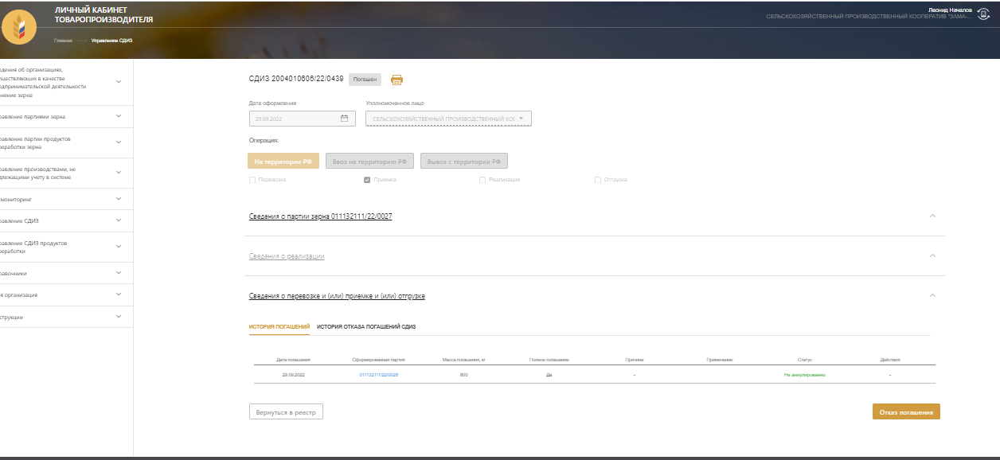 ЛИЧНЫЙ КАБИНЕТ
ТОВАРОПРОИЗВОДИТЕЛЯ
Леонид Началов
СЕЛЬСКОХОЗЯЙСТВЕННЫЙ ПРОИЗВОДСТВЕННЫЙ КООПЕРАТИВ "ЗАМА-...
Главная Управление СДИЗ
едения об организациях,
уществляющих в качестве
едпринимательской деятельности
анение зерна
равление партиями зерна
равление партии продуктов
реработки зерна
равление производствами, не
длежащими учету в системе
смониторинг
равление СДИЗ
равление СДИЗ продуктов
реработки
равочники
я организация
струкции
СДИЗ 2004010606/22/0439 Погашен
Дата оформления Уполномоченное лицо
29.09.2022 СЕЛЬСКОХОЗЯЙСТВЕННЫЙ ПРОИЗВОДСТВЕННЫЙ КОС
Операция:
На территории РФ Ввоз на территорию РФ Вывоз с территории РФ
Перевозка Приемка Реализация Отгрузка
Сведения о партии зерна 011132111/22/0027
Сведения о реализации
Сведения о перевозке и (или) приемке и (или) отгрузке
ИСТОРИЯ ПОГАШЕНИЙ ИСТОРИЯ ОТКАЗА ПОГАШЕНИЙ СДИЗ
Дата погашения Сформированная партия Масса погашения, кг Полное погашение Причина Примечание Статус Действия
29.09.2022 011132111/22/0028 800 Да - Не аннулированно -
Вернуться в реестр Отказ погашения